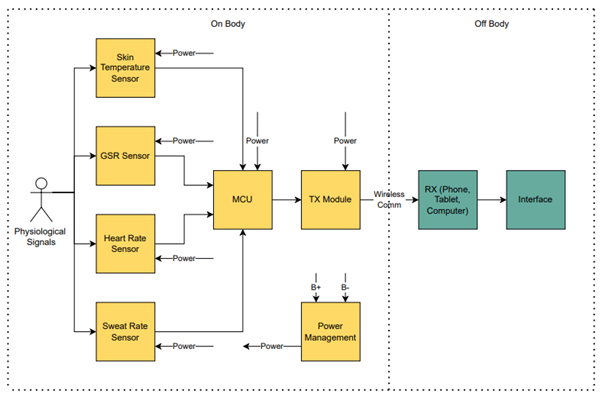 On Body
Off Body
Skin
Temperature
Sensor
Power
GSR Sensor
Power
Power
Power
Physiological
Signals
MCU
TX Module
Wireless
Comm
RX (Phone,
Tablet,
Computer)
Interface
Heart Rate
Sensor
Power
B+
B-
Sweat Rate
Sensor
Power
Power
Power
Management